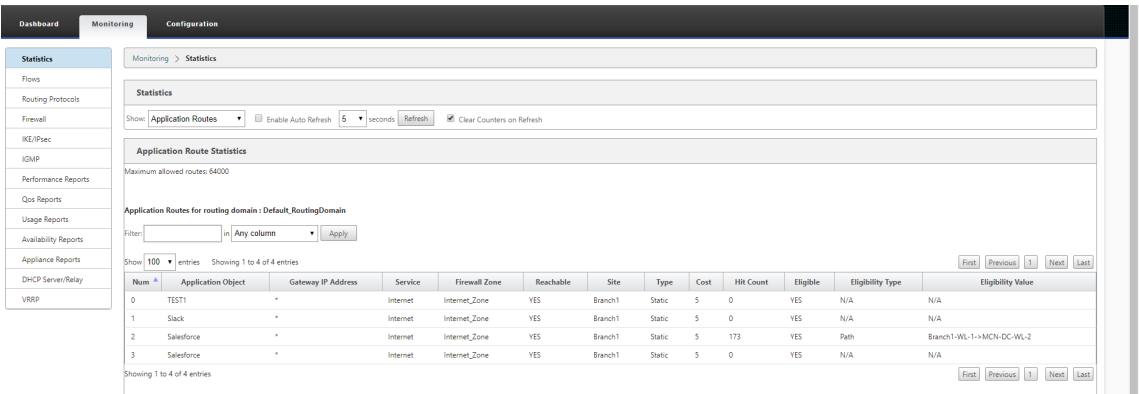 Dashboard Monitoring Configuration
Statistics
Flows
Routing Protocols
Firewall
IKE/IPsec
IGMP
Performance Reports
Qos Reports
Usage Reports
Availability Reports
Appliance Reports
DHCP Server/Relay
VRRP
Monitoring > Statistics
Statistics
Show: Application Routes Enable Auto Refresh 5 seconds Refresh Clear Counters on Refresh
Application Route Statistics
Maximum allowed routes: 64000
Application Routes for routing domain : Default_RoutingDomain
Filter: in Any column Apply
Show 100 entries Showing 1 to 4 of 4 entries First Previous 1 Next Last
Num Application Object Gateway IP Address Service Firewall Zone Reachable Site Type Cost Hit Count Eligible Eligibility Type Eligibility Value
0 TEST1 * Internet Internet_Zone YES Branch1 Static 5 0 YES N/A N/A
1 Slack * Internet Internet_Zone YES Branch1 Static 5 0 YES N/A N/A
2 Salesforce * Internet Internet_Zone YES Branch1 Static 5 173 YES Path Branch1-WL-1->MCN-DC-WL-2
3 Salesforce * Internet Internet_Zone YES Branch1 Static 5 0 YES N/A N/A
Showing 1 to 4 of 4 entries First Previous 1 Next Last